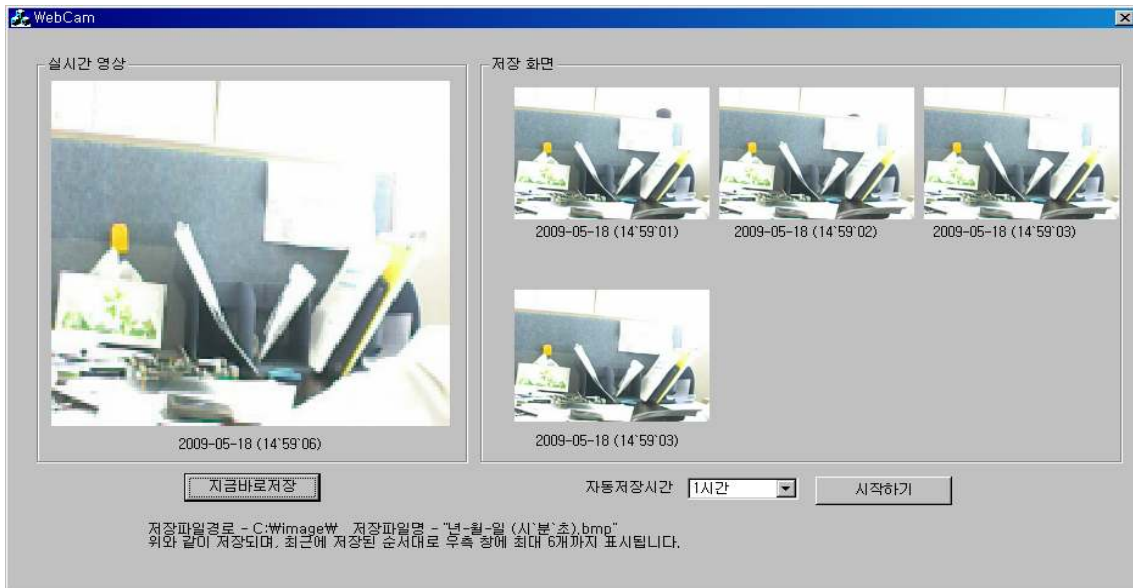 WebCam
실시간 영상
저장 화면
2009-05-18 (14`59`01)
2009-05-18 (14`59`02)
2009-05-18 (14`59`03)
2009-05-18 (14`59`03)
2009-05-18 (14`59`06)
지금바로저장
자동저장시간
1시간
시작하기
저장파일경로 - C:₩image₩ 저장파일명 - "년-월-일 (시`분`초).bmp"
위와 같이 저장되며, 최근에 저장된 순서대로 우측 창에 최대 6개까지 표시됩니다.